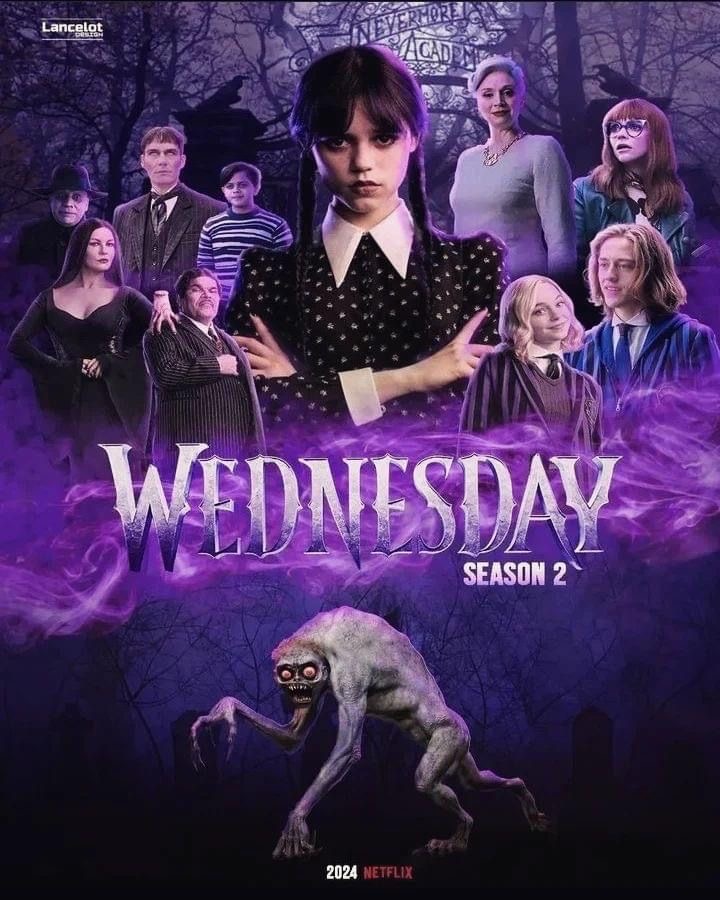 Lancelot
DESIGN
NEVERMORE
ACADEMY
WEDNESDAY
SEASON 2
2024 NETFLIX